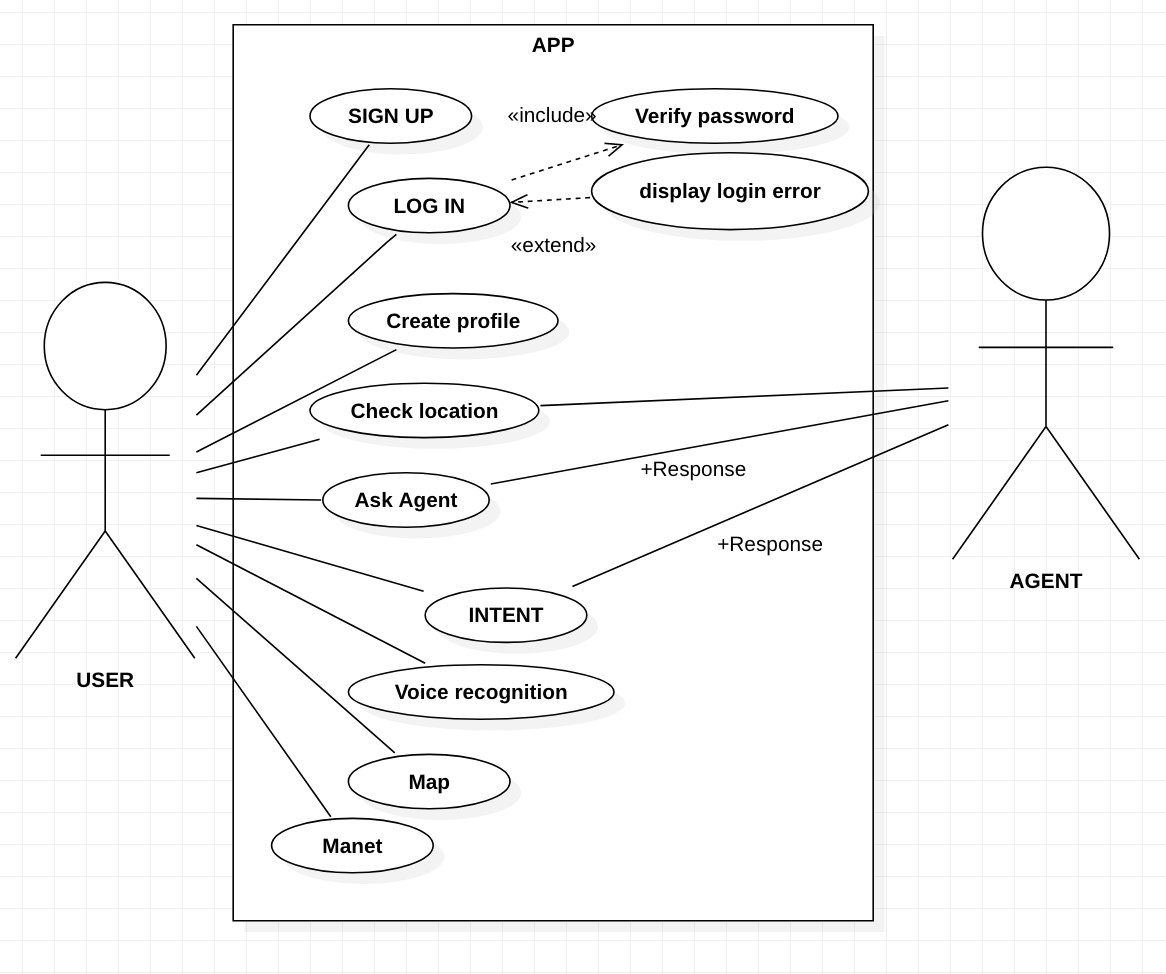 APP
SIGN UP
«include»
Verify password
LOG IN
display login error
«extend»
Create profile
Check location
Ask Agent
+Response
+Response
AGENT
INTENT
USER
Voice recognition
Map
Manet